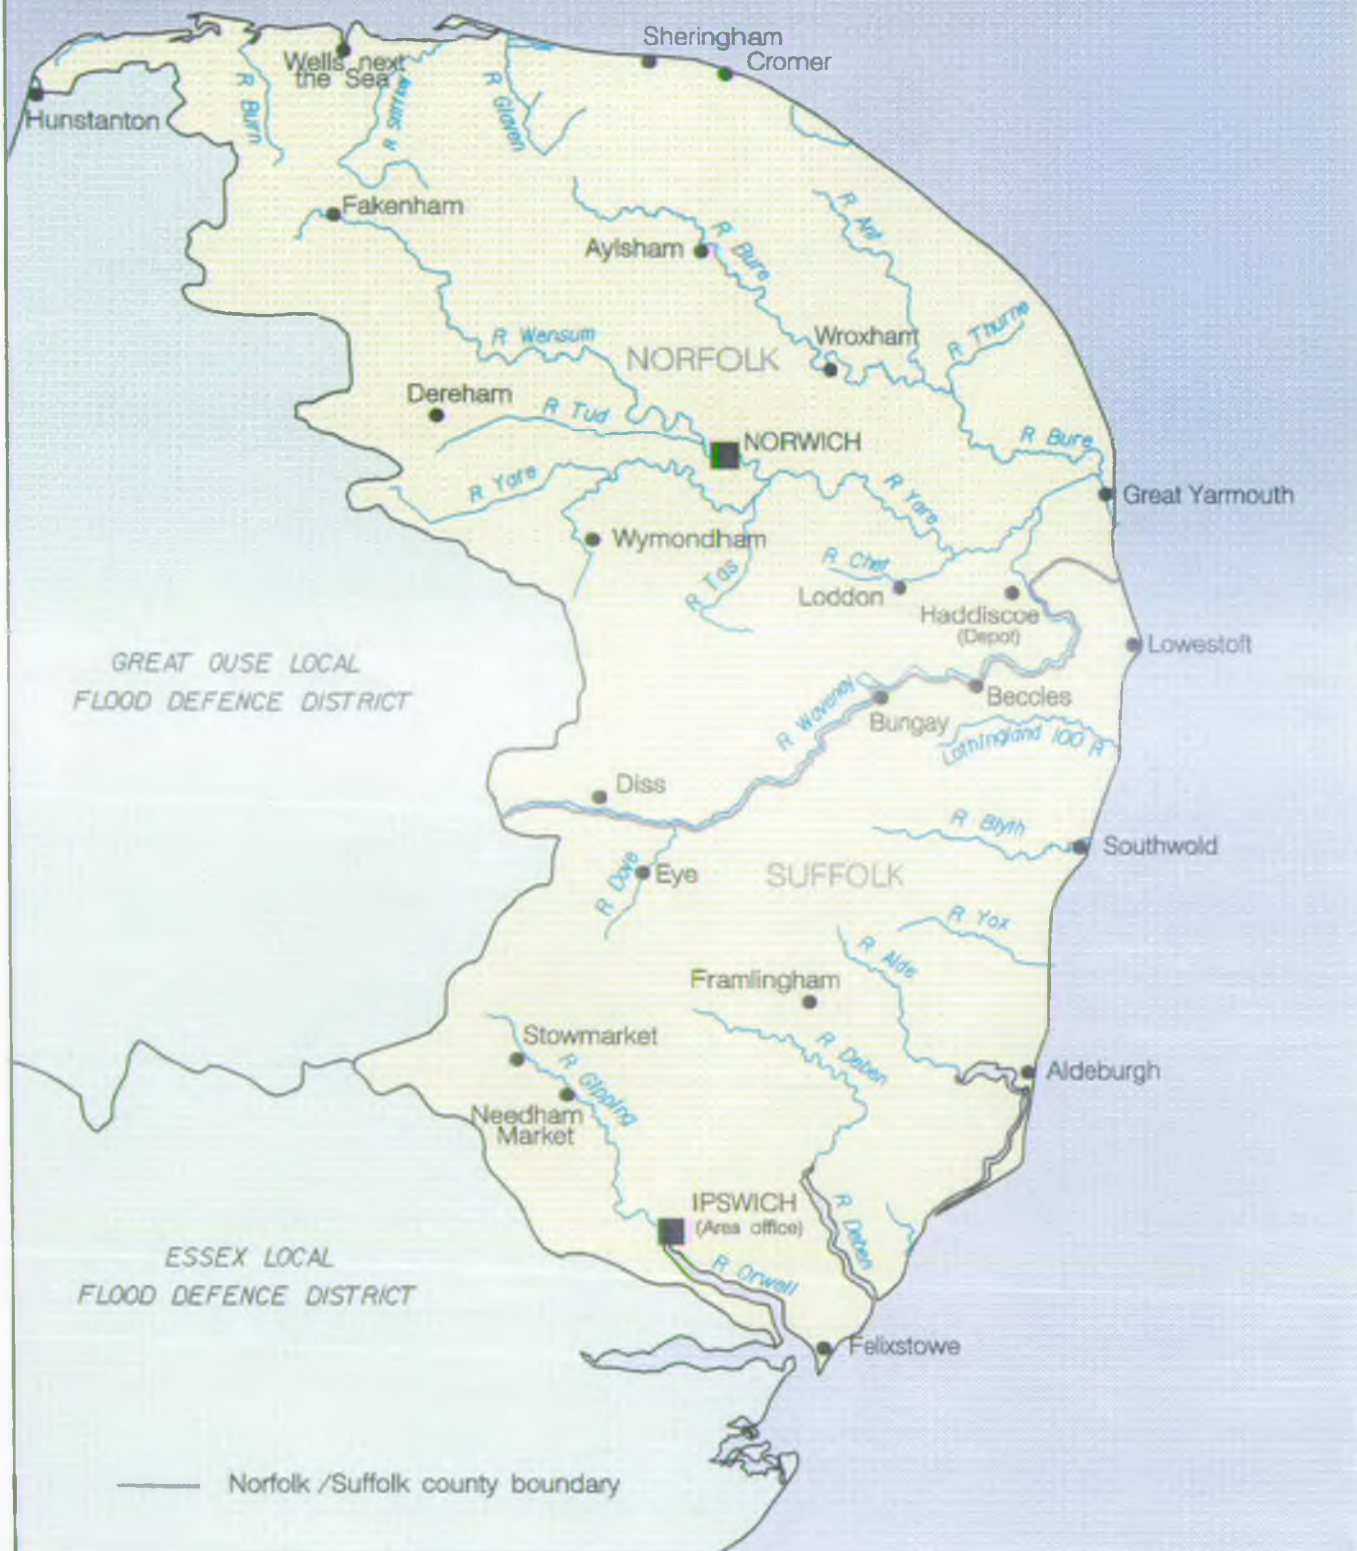 Sheringham
Cromer
Wells next
the Sea
Hunstanton
R Burn
R Stiffkey
R Glaven
Fakenham
Aylsham
R Bure
R Ant
R Thurne
Wroxham
R Wensum
NORFOLK
Dereham
R Tud
NORWICH
R Bure
R Yare
R Yare
Great Yarmouth
Wymondham
R Tas
R Chet
Loddon
Haddiscoe
(Depot)
Lowestoft
GREAT OUSE LOCAL
FLOOD DEFENCE DISTRICT
R Waveney
Beccles
Bungay
Lothingland 100 R
Diss
R Blyth
Southwold
R Dove
Eye
SUFFOLK
R Yox
R Alde
Framlingham
Stowmarket
R Deben
Aldeburgh
R Gipping
Needham
Market
IPSWICH
(Area office)
R Deben
ESSEX LOCAL
FLOOD DEFENCE DISTRICT
R Orwell
Felixstowe
Norfolk / Suffolk county boundary